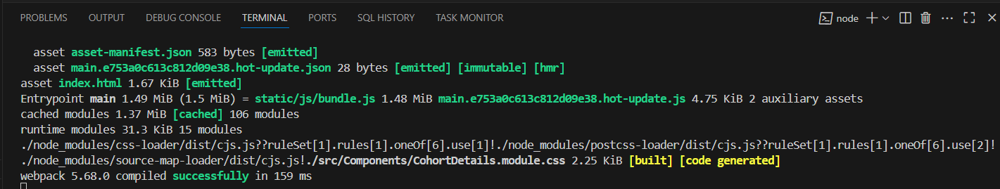 PROBLEMS OUTPUT DEBUG CONSOLE TERMINAL PORTS SQL HISTORY TASK MONITOR node
asset asset-manifest.json 583 bytes [emitted]
asset main.e753a0c613c812d09e38.hot-update.json 28 bytes [emitted] [immutable] [hmr]
asset index.html 1.67 KiB [emitted]
Entrypoint main 1.49 MiB (1.5 MiB) = static/js/bundle.js 1.48 MiB main.e753a0c613c812d09e38.hot-update.js 4.75 KiB 2 auxiliary assets
cached modules 1.37 MiB [cached] 106 modules
runtime modules 31.3 KiB 15 modules
./node_modules/css-loader/dist/cjs.js??ruleSet[1].rules[1].oneOf[6].use[1]!./node_modules/postcss-loader/dist/cjs.js??ruleSet[1].rules[1].oneOf[6].use[2]!
./node_modules/source-map-loader/dist/cjs.js!./src/Components/CohortDetails.module.css 2.25 KiB [built] [code generated]
webpack 5.68.0 compiled successfully in 159 ms